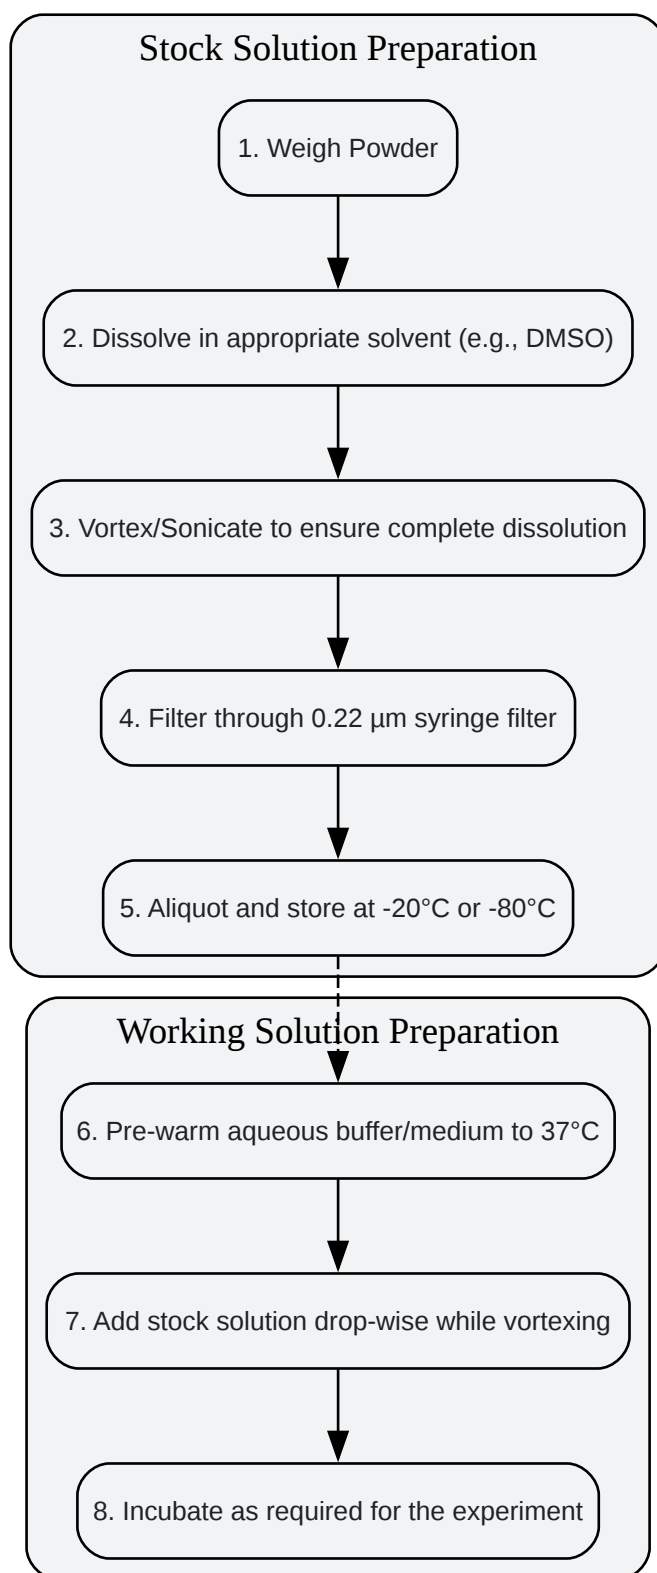 Stock Solution Preparation
1. Weigh Powder
2. Dissolve in appropriate solvent (e.g., DMSO)
3. Vortex/Sonicate to ensure complete dissolution
4. Filter through 0.22 µm syringe filter
5. Aliquot and store at -20°C or -80°C
Working Solution Preparation
6. Pre-warm aqueous buffer/medium to 37°C
7. Add stock solution drop-wise while vortexing
8. Incubate as required for the experiment